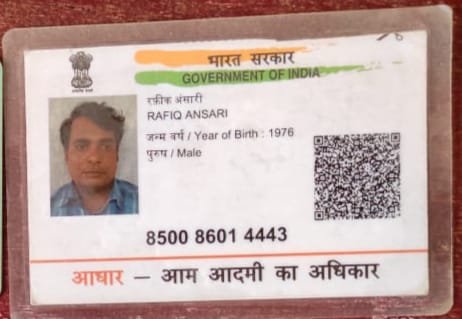 भारत सरकार
GOVERNMENT OF INDIA
रफीक अंसारी
RAFIQ ANSARI
जन्म वर्ष / Year of Birth : 1976
पुरुष / Male
8500 8601 4443
आधार — आम आदमी का अधिकार